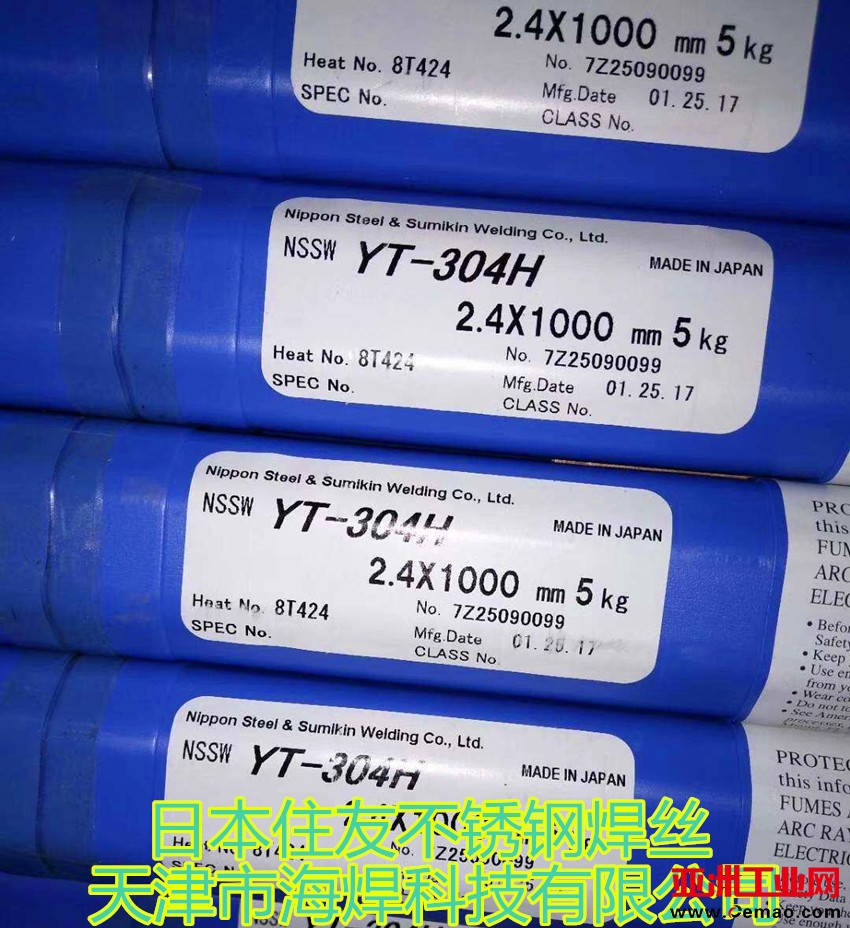 2.4X1000 mm 5 kg
Heat No. 8T424
No. 7Z25090099
SPEC No.
Mfg.Date 01. 25. 17
CLASS No.
Nippon Steel & Sumikin Welding Co., Ltd.
NSSW YT-304H
MADE IN JAPAN
2.4X1000 mm 5 kg
Heat No. 8T424
No. 7Z25090099
SPEC No.
Mfg.Date 01. 25. 17
CLASS No.
Nippon Steel & Sumikin Welding Co., Ltd.
NSSW YT-304H
MADE IN JAPAN
2.4X1000 mm 5 kg
Heat No. 8T424
No. 7Z25090099
SPEC No.
Mfg.Date 01. 25. 17
CLASS No.
this
ARC
• Keep
Nippon Steel & Sumikin Welding Co., Ltd.
NSSW YT-304H
MADE IN JAPAN
this info
FUMES
ARC RAY
日本住友不锈钢焊丝
天津市海焊科技有限公司
亚洲工业网
www.Cemao.com